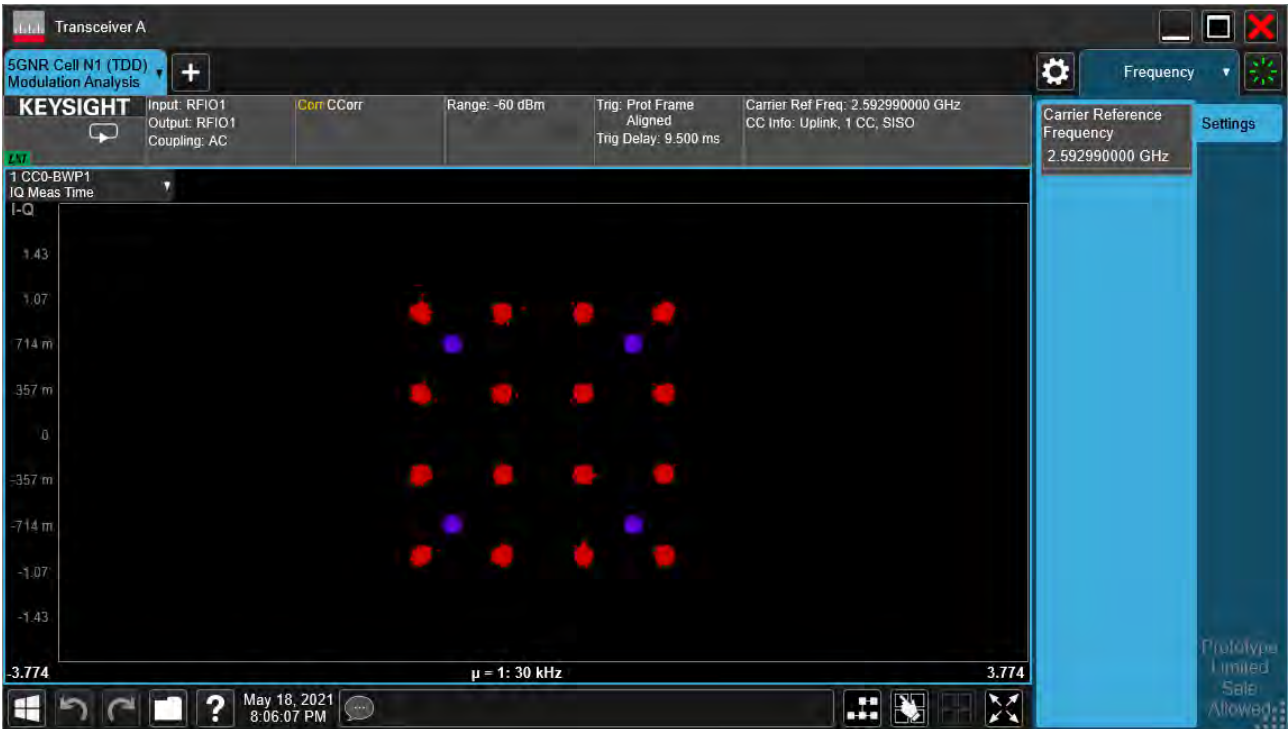 Transceiver A
5GNR Cell N1 (TDD)
Modulation Analysis
+
Frequency
KEYSIGHT
LXI
Input: RFIO1
Output: RFIO1
Coupling: AC
Corr CCorr
Range: -60 dBm
Trig: Prot Frame
Aligned
Trig Delay: 9.500 ms
Carrier Ref Freq: 2.592990000 GHz
CC Info: Uplink, 1 CC, SISO
Carrier Reference
Frequency
2.592990000 GHz
Settings
1 CC0-BWP1
IQ Meas Time
I-Q
1.43
1.07
714 m
357 m
0
-357 m
-714 m
-1.07
-1.43
-3.774
µ = 1: 30 kHz
3.774
Prototype
Limited
Sale
Allowed
?
May 18, 2021
8:06:07 PM